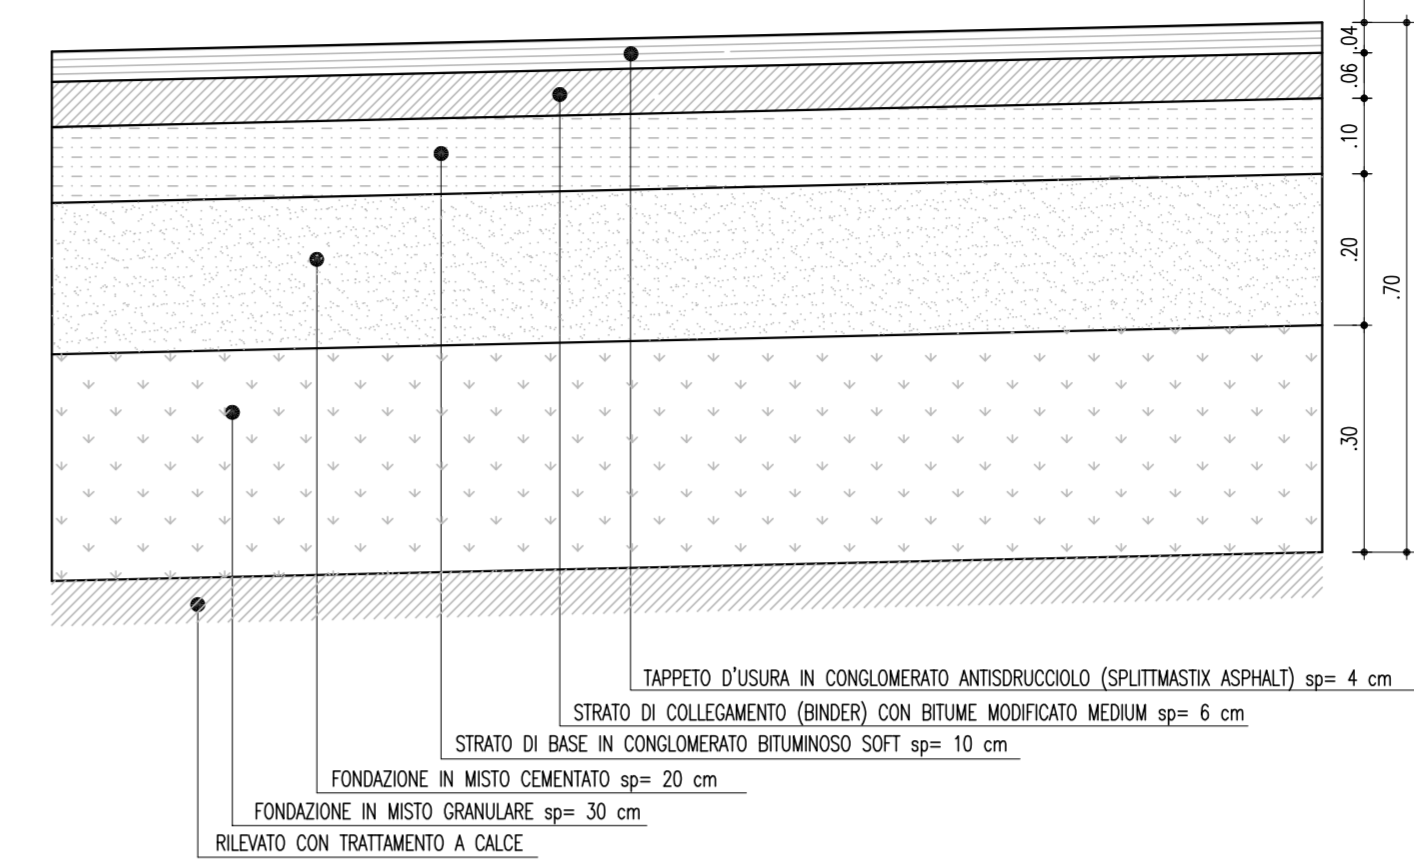 .04
.06
.10
.20
.70
.30
TAPPETO D'USURA IN CONGLOMERATO ANTISDRUCCIOLO (SPLITTMASTIX ASPHALT) sp= 4 cm
STRATO DI COLLEGAMENTO (BINDER) CON BITUME MODIFICATO MEDIUM sp= 6 cm
STRATO DI BASE IN CONGLOMERATO BITUMINOSO SOFT sp= 10 cm
FONDAZIONE IN MISTO CEMENTATO sp= 20 cm
FONDAZIONE IN MISTO GRANULARE sp= 30 cm
RILEVATO CON TRATTAMENTO A CALCE